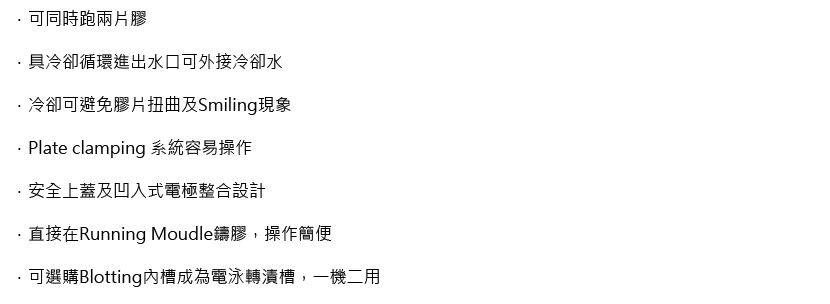 · 可同時跑兩片膠
· 具冷卻循環進出水口可外接冷卻水
· 冷卻可避免膠片扭曲及Smiling現象
· Plate clamping 系統容易操作
· 安全上蓋及凹入式電極整合設計
· 直接在Running Moudle鑄膠，操作簡便
· 可選購Blotting內槽成為電泳轉漬槽，一機二用